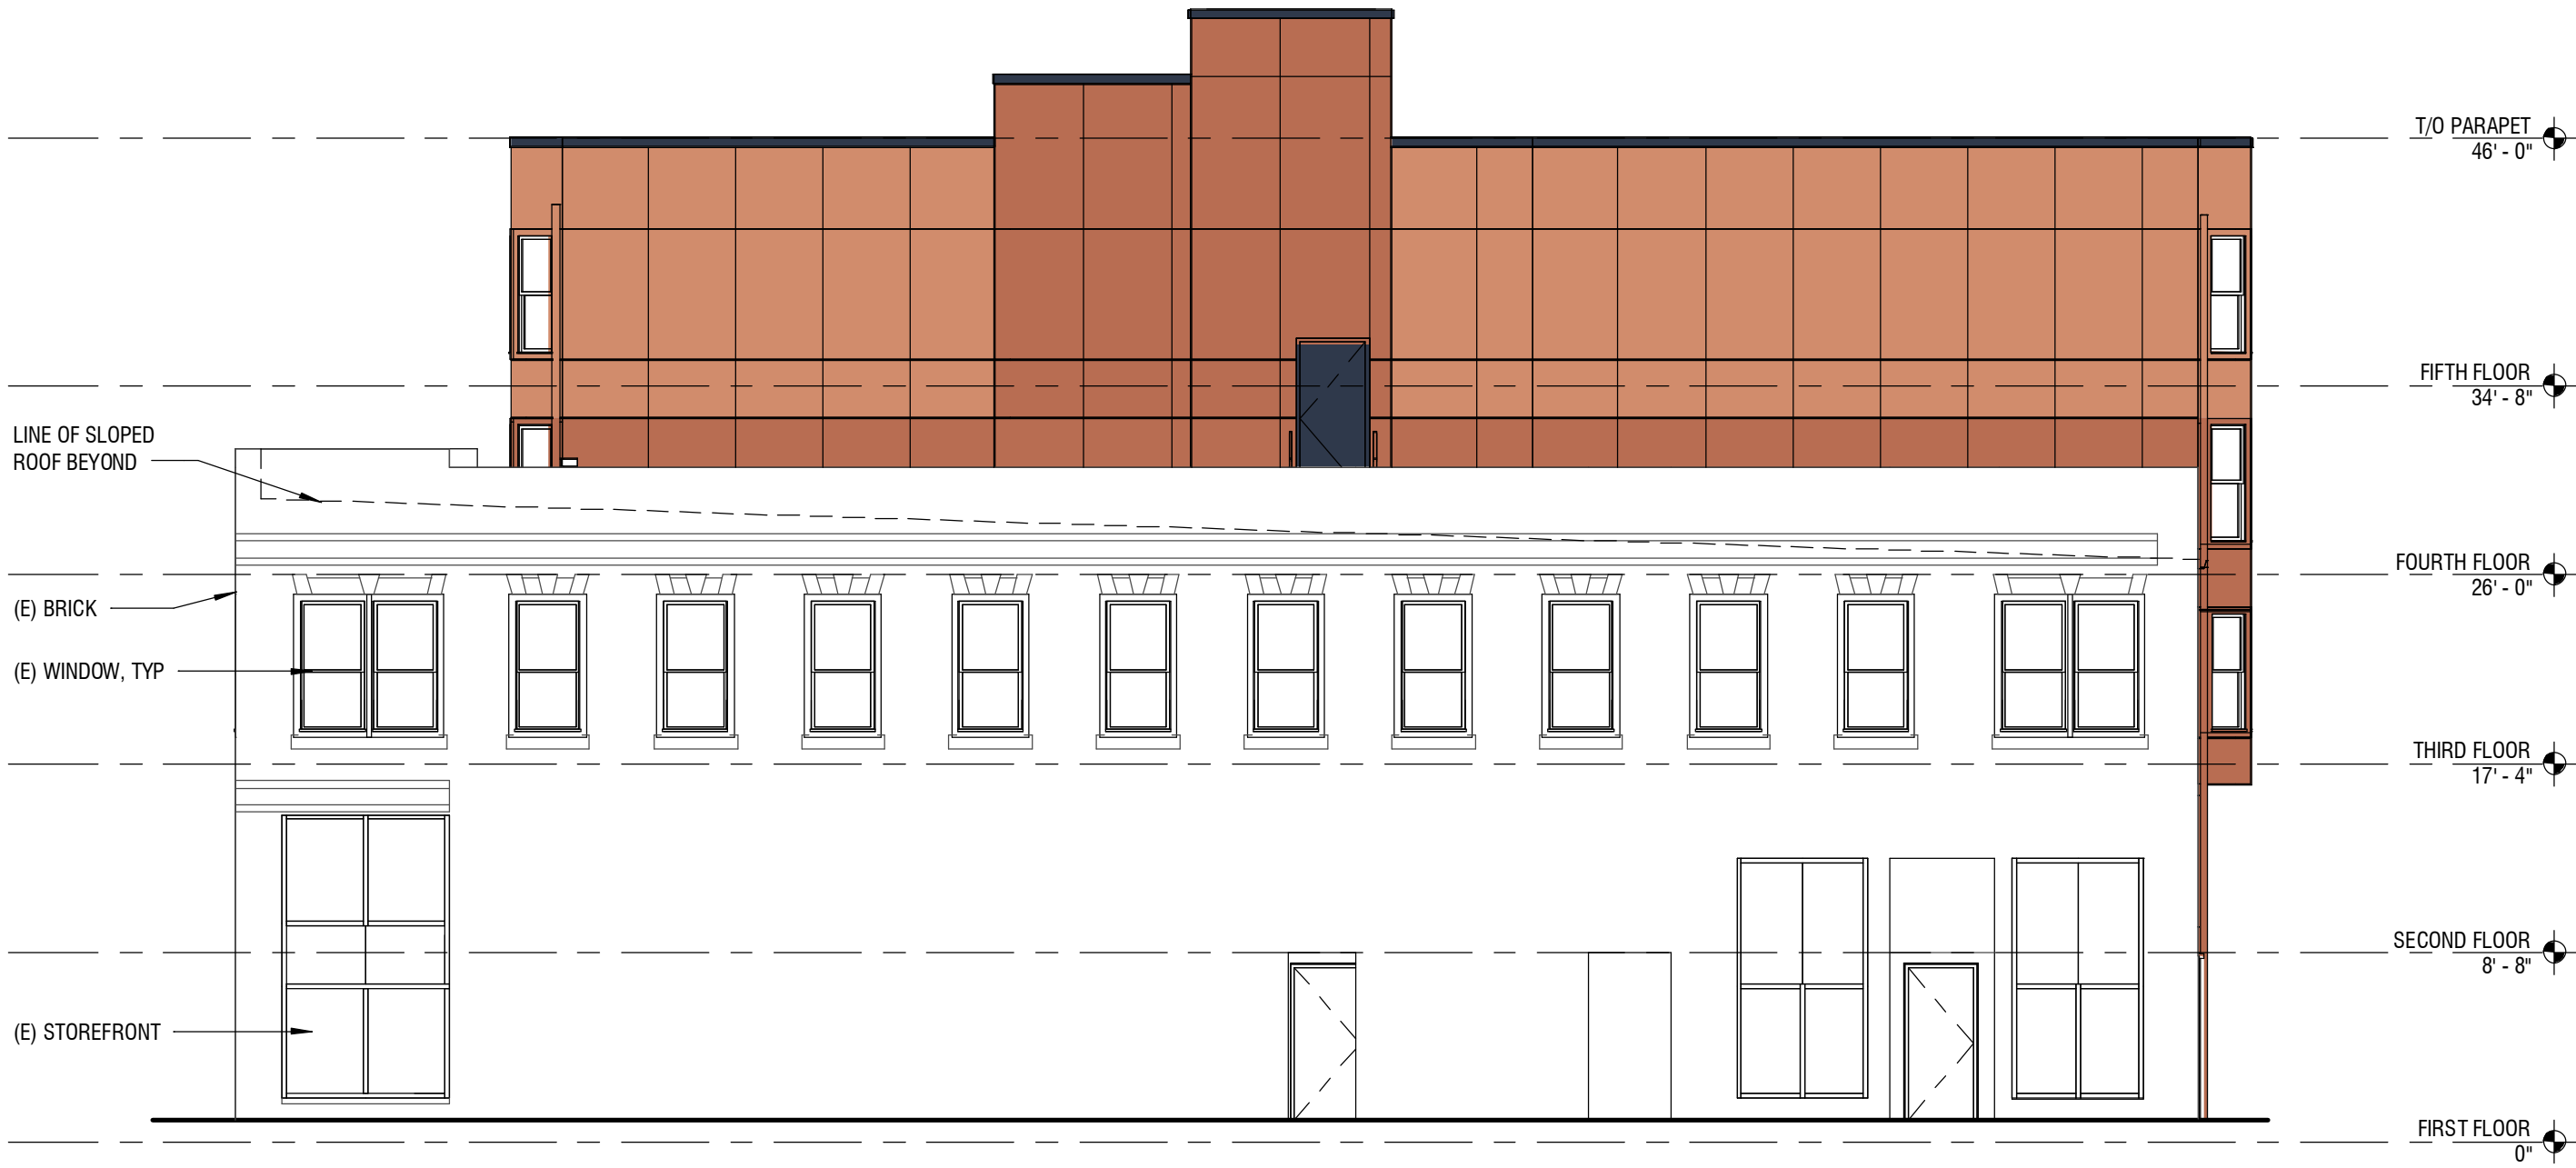 T/O PARAPET
46' - 0"
FIFTH FLOOR
34' - 8"
LINE OF SLOPED
ROOF BEYOND
FOURTH FLOOR
26' - 0"
(E) BRICK
(E) WINDOW, TYP
THIRD FLOOR
17' - 4"
SECOND FLOOR
8' - 8"
(E) STOREFRONT
FIRST FLOOR
0"